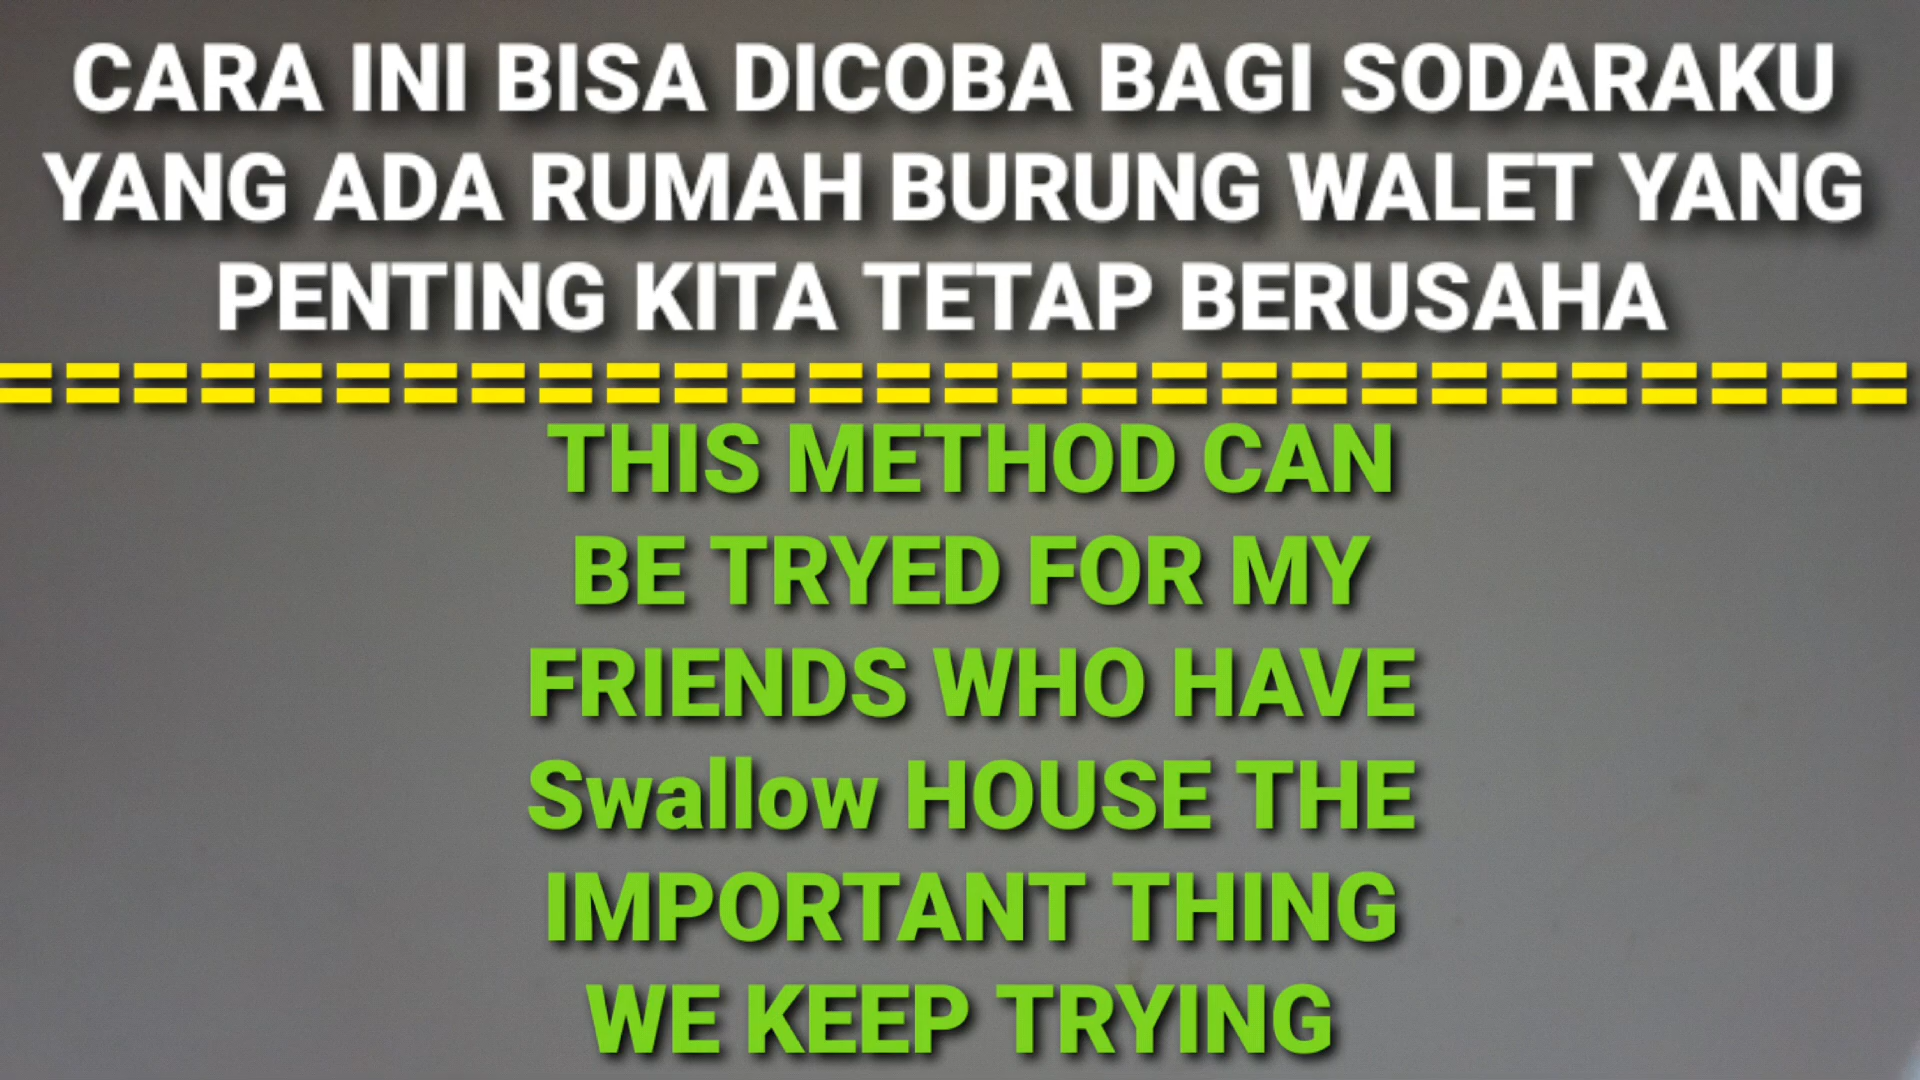 CARA INI BISA DICOBA BAGI SODARAKU
YANG ADA RUMAH BURUNG WALET YANG
PENTING KITA TETAP BERUSAHA
============================
THIS METHOD CAN
BE TRYED FOR MY
FRIENDS WHO HAVE
Swallow HOUSE THE
IMPORTANT THING
WE KEEP TRYING